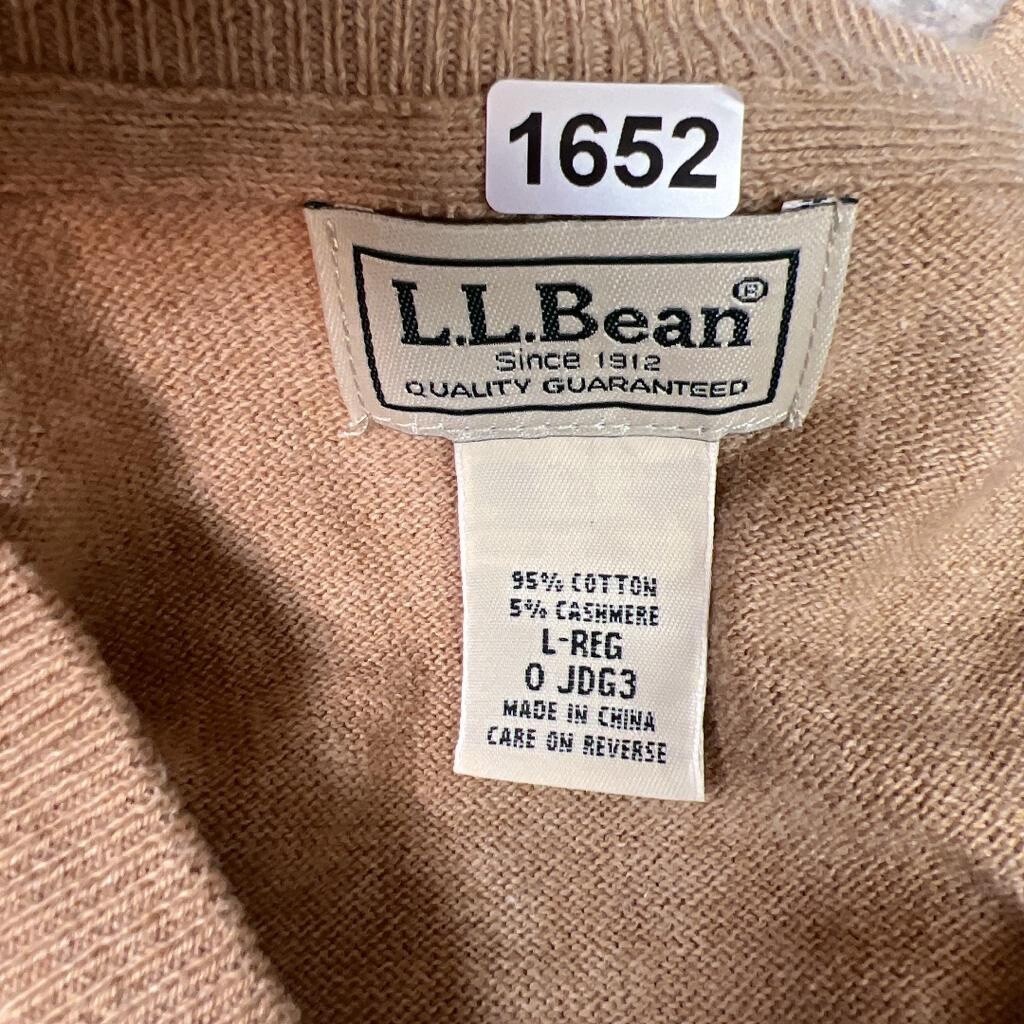 1652
L.L.Bean®
Since 1912
QUALITY GUARANTEED
95% COTTON
5% CASHMERE
L-REG
0 JDG3
MADE IN CHINA
CARE ON REVERSE